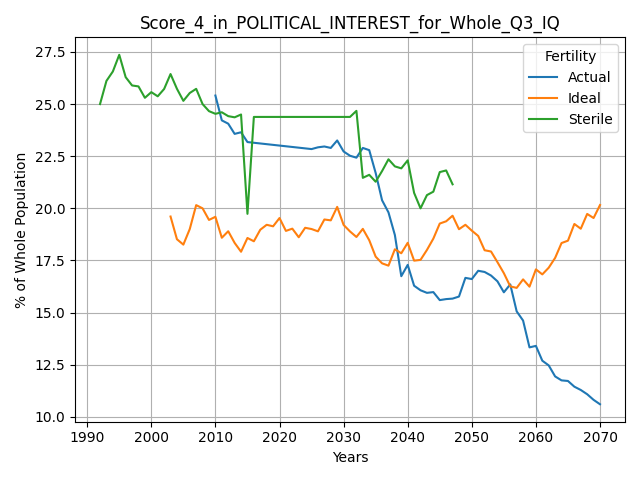 Score_4_in_POLITICAL_INTEREST_for_Whole_Q3_IQ
Fertility
Actual
Ideal
Sterile
% of Whole Population
27.5
25.0
22.5
20.0
17.5
15.0
12.5
10.0
1990 2000 2010 2020 2030 2040 2050 2060 2070
Years